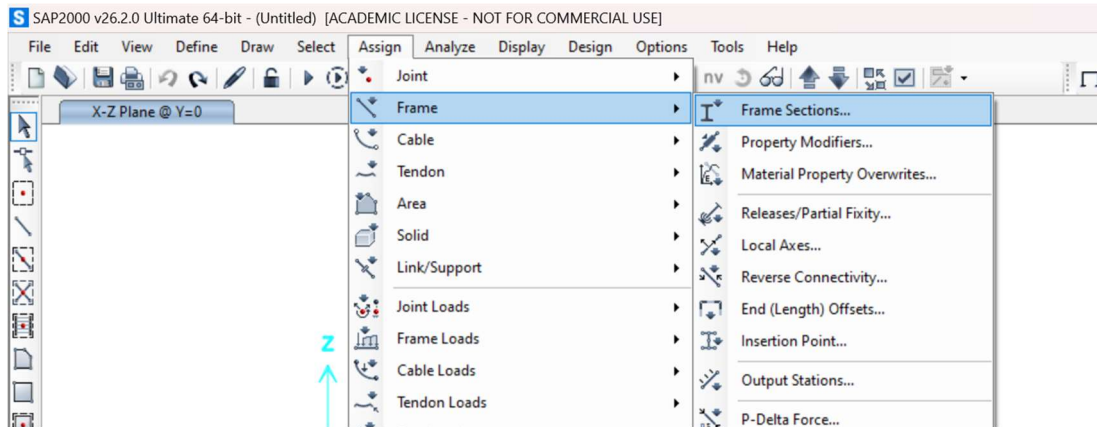 S SAP2000 v26.2.0 Ultimate 64-bit - (Untitled) [ACADEMIC LICENSE - NOT FOR COMMERCIAL USE]
File Edit View Define Draw Select Assign Analyze Display Design Options Tools Help
nv
X-Z Plane @ Y=0
Joint
Frame
Cable
Tendon
Area
Solid
Link/Support
Joint Loads
Frame Loads
Cable Loads
Tendon Loads
Frame Sections...
Property Modifiers...
Material Property Overwrites...
Releases/Partial Fixity...
Local Axes...
Reverse Connectivity...
End (Length) Offsets...
Insertion Point...
Output Stations...
P-Delta Force...
Z